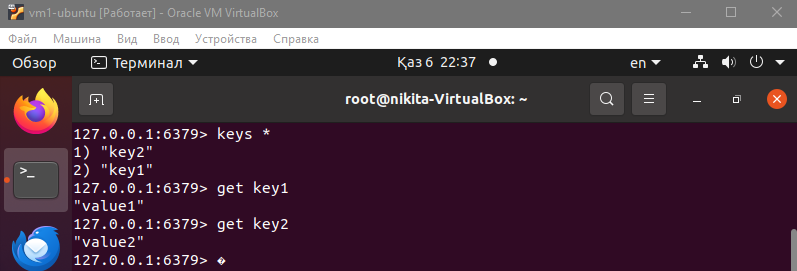 vm1-ubuntu [Работает] - Oracle VM VirtualBox
Файл Машина Вид Ввод Устройства Справка
Обзор Терминал Қаз 6 22:37 en
root@nikita-VirtualBox: ~
127.0.0.1:6379> keys *
1) "key2"
2) "key1"
127.0.0.1:6379> get key1
"value1"
127.0.0.1:6379> get key2
"value2"
127.0.0.1:6379> �